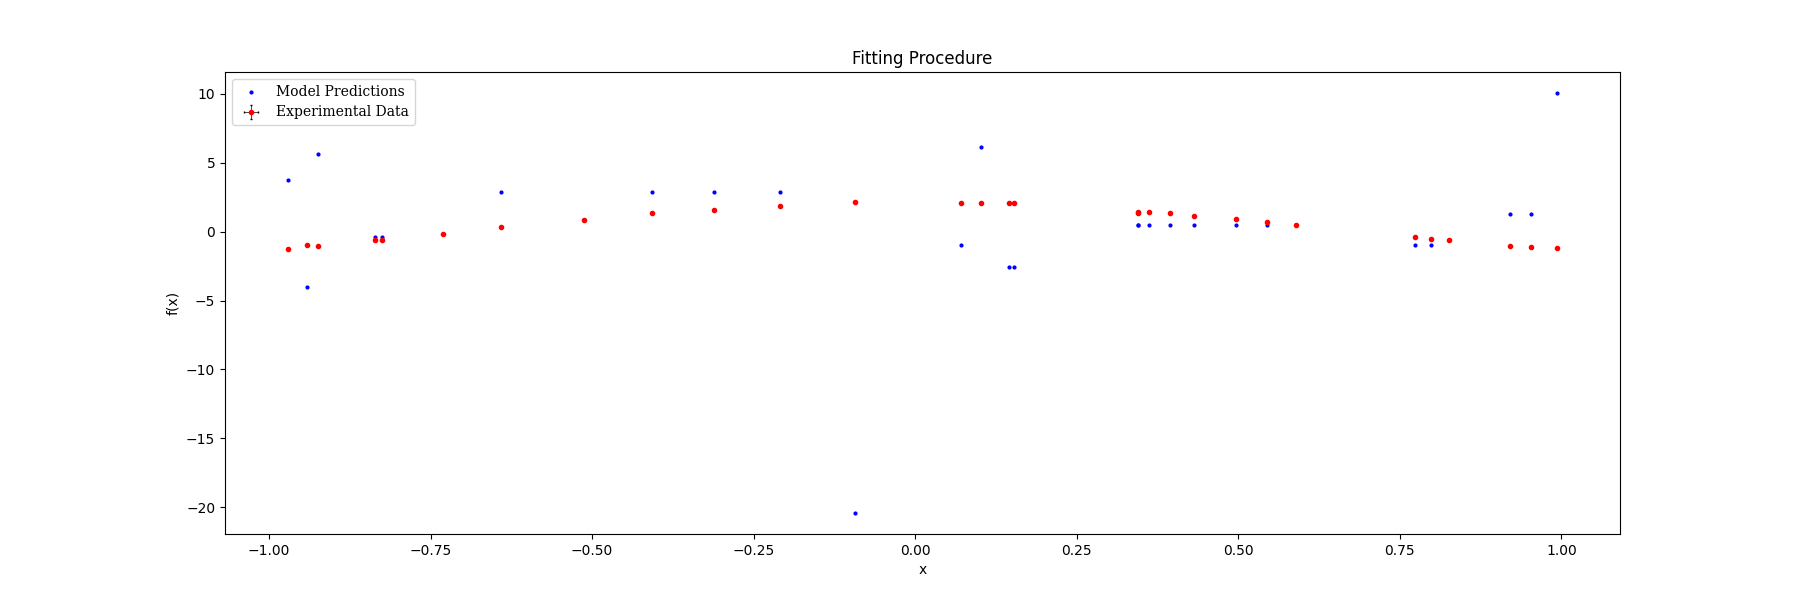 Fitting Procedure
Model Predictions
Experimental Data
10
5
0
−5
−10
−15
−20
f(x)
−1.00 −0.75 −0.50 −0.25 0.00 0.25 0.50 0.75 1.00
x